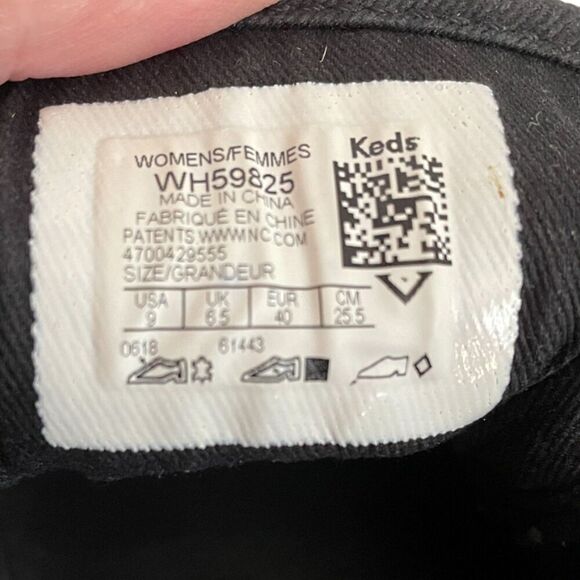 Keds
WOMENS/FEMMES
WH59825
MADE IN CHINA
FABRIQUÉ EN CHINE
PATENTS WWWNC.COM
4700429555
SIZE/GRANDEUR
USA UK EUR CM
9 6.5 40 25.5
0618 61443